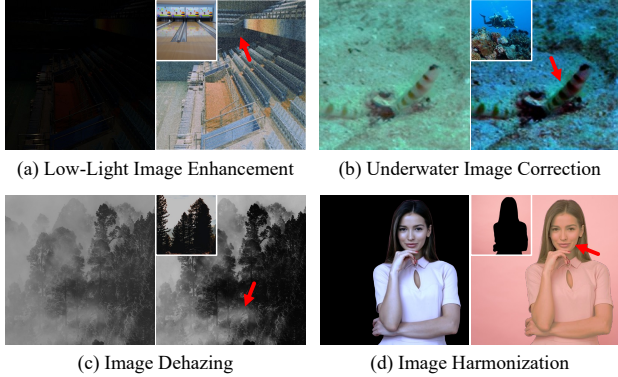 (a) Low-Light Image Enhancement
(b) Underwater Image Correction
(c) Image Dehazing
(d) Image Harmonization